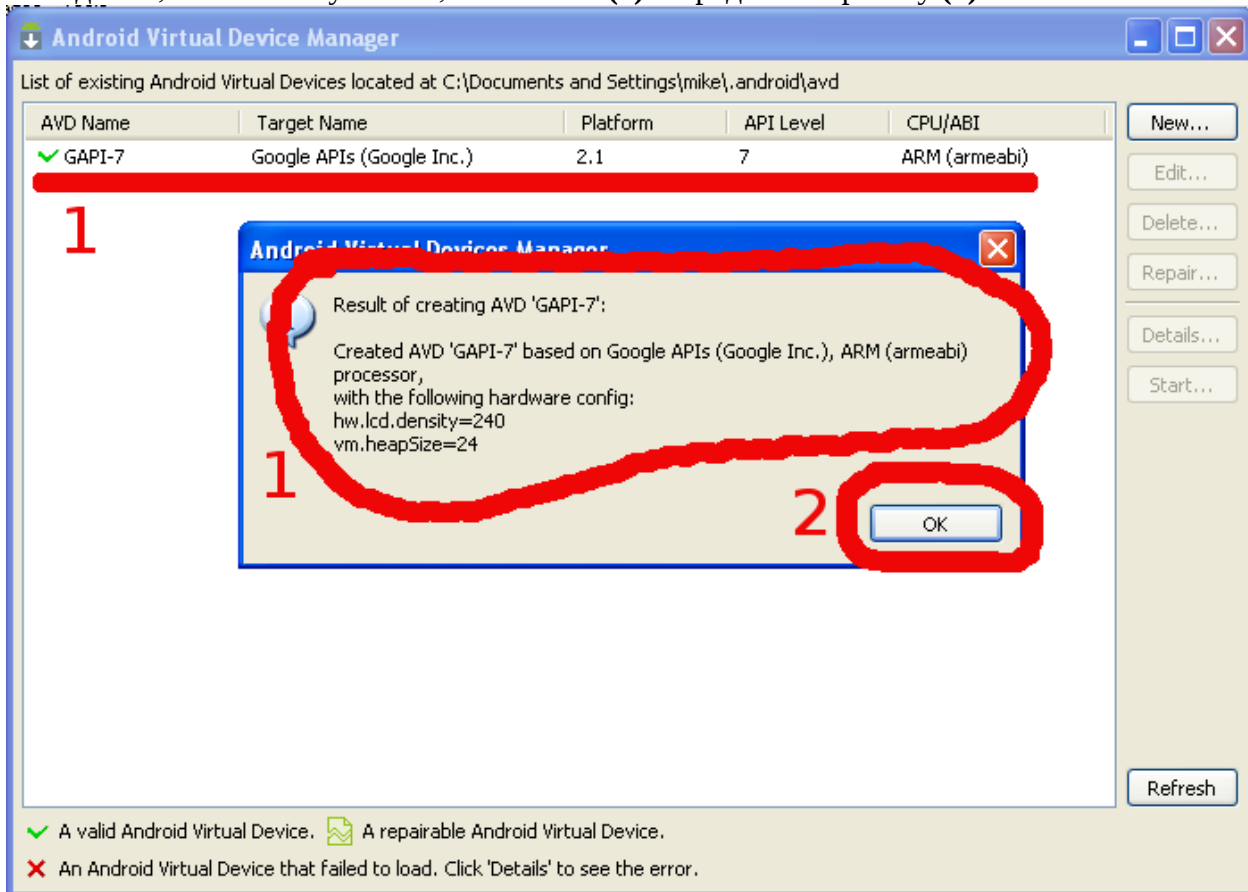 Android Virtual Device Manager
List of existing Android Virtual Devices located at C:\Documents and Settings\mike\.android\avd
AVD Name Target Name Platform API Level CPU/ABI
GAPI-7 Google APIs (Google Inc.) 2.1 7 ARM (armeabi)
New...
Edit...
Delete...
Repair...
Details...
Start...
Refresh
1
Android Virtual Devices Manager
Result of creating AVD 'GAPI-7':
Created AVD 'GAPI-7' based on Google APIs (Google Inc.), ARM (armeabi)
processor,
with the following hardware config:
hw.lcd.density=240
vm.heapSize=24
1
2
OK
A valid Android Virtual Device. A repairable Android Virtual Device.
An Android Virtual Device that failed to load. Click 'Details' to see the error.